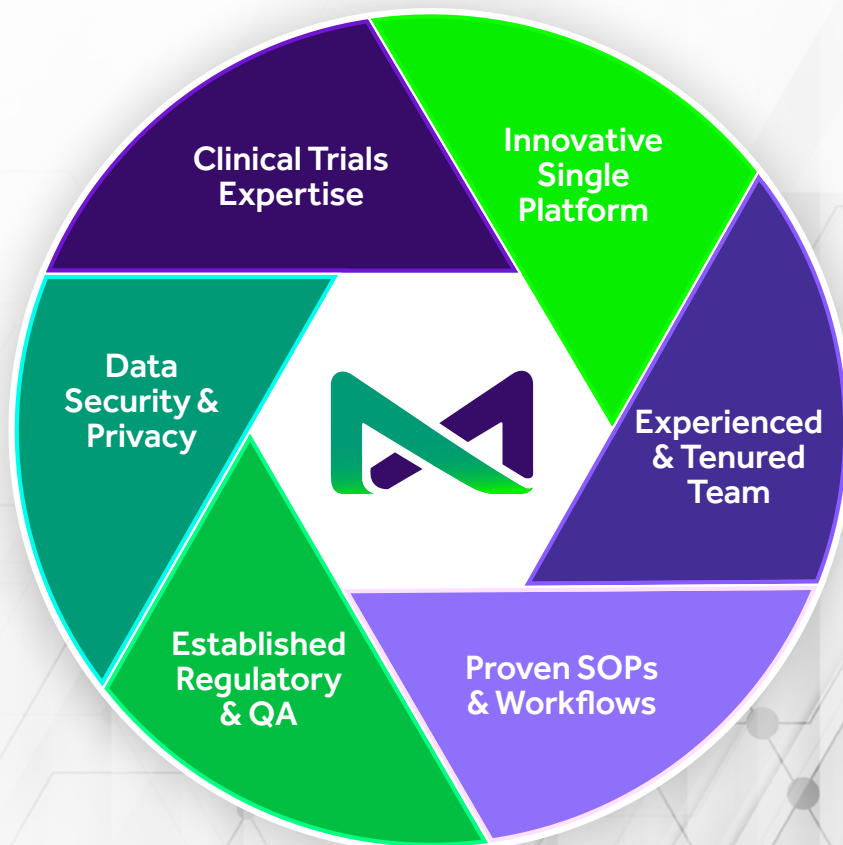 Clinical Trials
Expertise
Innovative
Single
Platform
Experienced
& Tenured
Team
Proven SOPs
& Workflows
Established
Regulatory
& QA
Data
Security &
Privacy